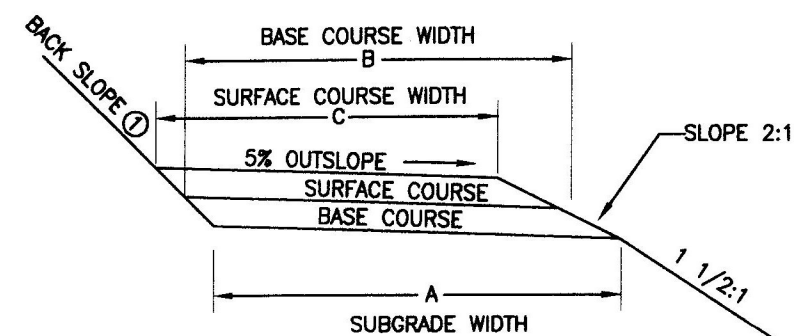 BACK SLOPE ①
BASE COURSE WIDTH
B
SURFACE COURSE WIDTH
C
SLOPE 2:1
5% OUTSLOPE
SURFACE COURSE
BASE COURSE
1 1/2:1
A
SUBGRADE WIDTH